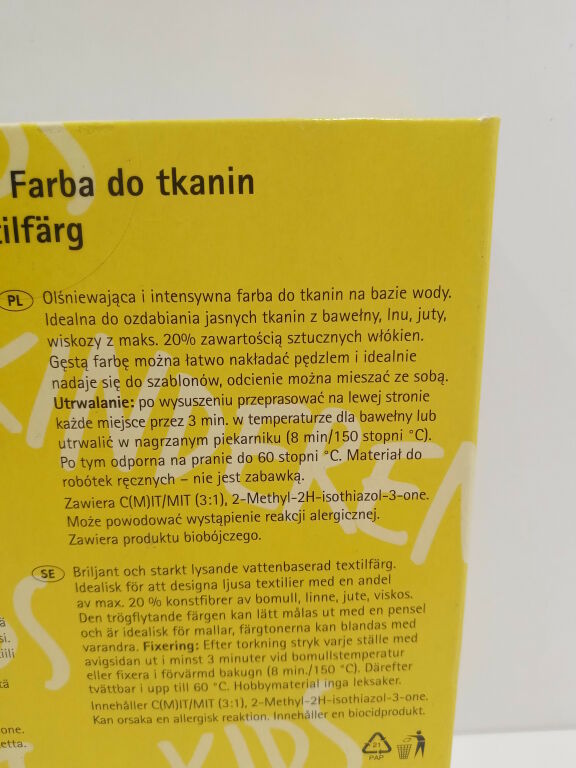 Farba do tkanin
tilfärg
PL Olśniewająca i intensywna farba do tkanin na bazie wody.
Idealna do ozdabiania jasnych tkanin z bawełny, lnu, juty,
wiskozy z maks. 20% zawartością sztucznych włókien.
Gęstą farbę można łatwo nakładać pędzlem i idealnie
nadaje się do szablonów, odcienie można mieszać ze sobą.
Utrwalanie: po wysuszeniu przeprasować na lewej stronie
każde miejsce przez 3 min. w temperaturze dla bawełny lub
utrwalić w nagrzanym piekarniku (8 min/150 stopni °C).
Po tym odporna na pranie do 60 stopni °C. Materiał do
robótek ręcznych – nie jest zabawką.
Zawiera C(M)IT/MIT (3:1), 2-Methyl-2H-isothiazol-3-one.
Może powodować wystąpienie reakcji alergicznej.
Zawiera produktu biobójczego.
SE Briljant och starkt lysande vattenbaserad textilfärg.
Idealisk för att designa ljusa textilier med en andel
av max. 20 % konstfibrer av bomull, linne, jute, viskos.
Den trögflytande färgen kan lätt målas ut med en pensel
och är idealisk för mallar, färgtonerna kan blandas med
varandra. Fixering: Efter torkning stryk varje ställe med
avigsidan ut i minst 3 minuter vid bomullstemperatur
eller fixera i förvärmd bakugn (8 min./150 °C). Därefter
tvättbar i upp till 60 °C. Hobbymaterial inga leksaker.
Innehåller C(M)IT/MIT (3:1), 2-Methyl-2H-isothiazol-3-one.
Kan orsaka en allergisk reaktion. Innehåller en biocidprodukt.
si.
one.
etta.
KINDEREN
KIDS
21
PAP